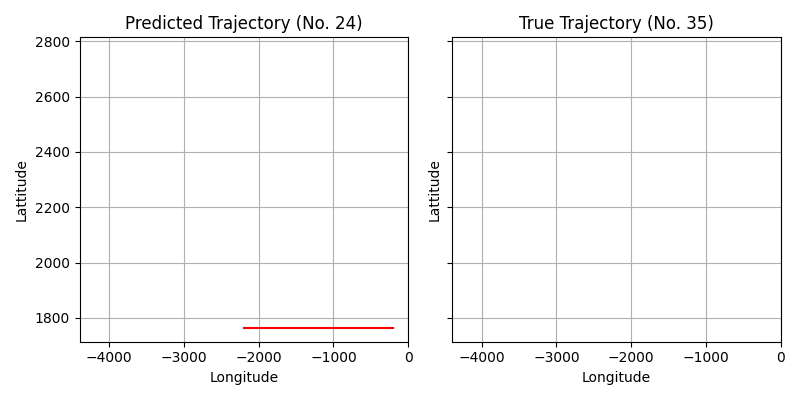 Predicted Trajectory (No. 24)
2800
2600
2400
2200
2000
1800
Lattitude
−4000 −3000 −2000 −1000 0
Longitude
True Trajectory (No. 35)
Lattitude
−4000 −3000 −2000 −1000 0
Longitude